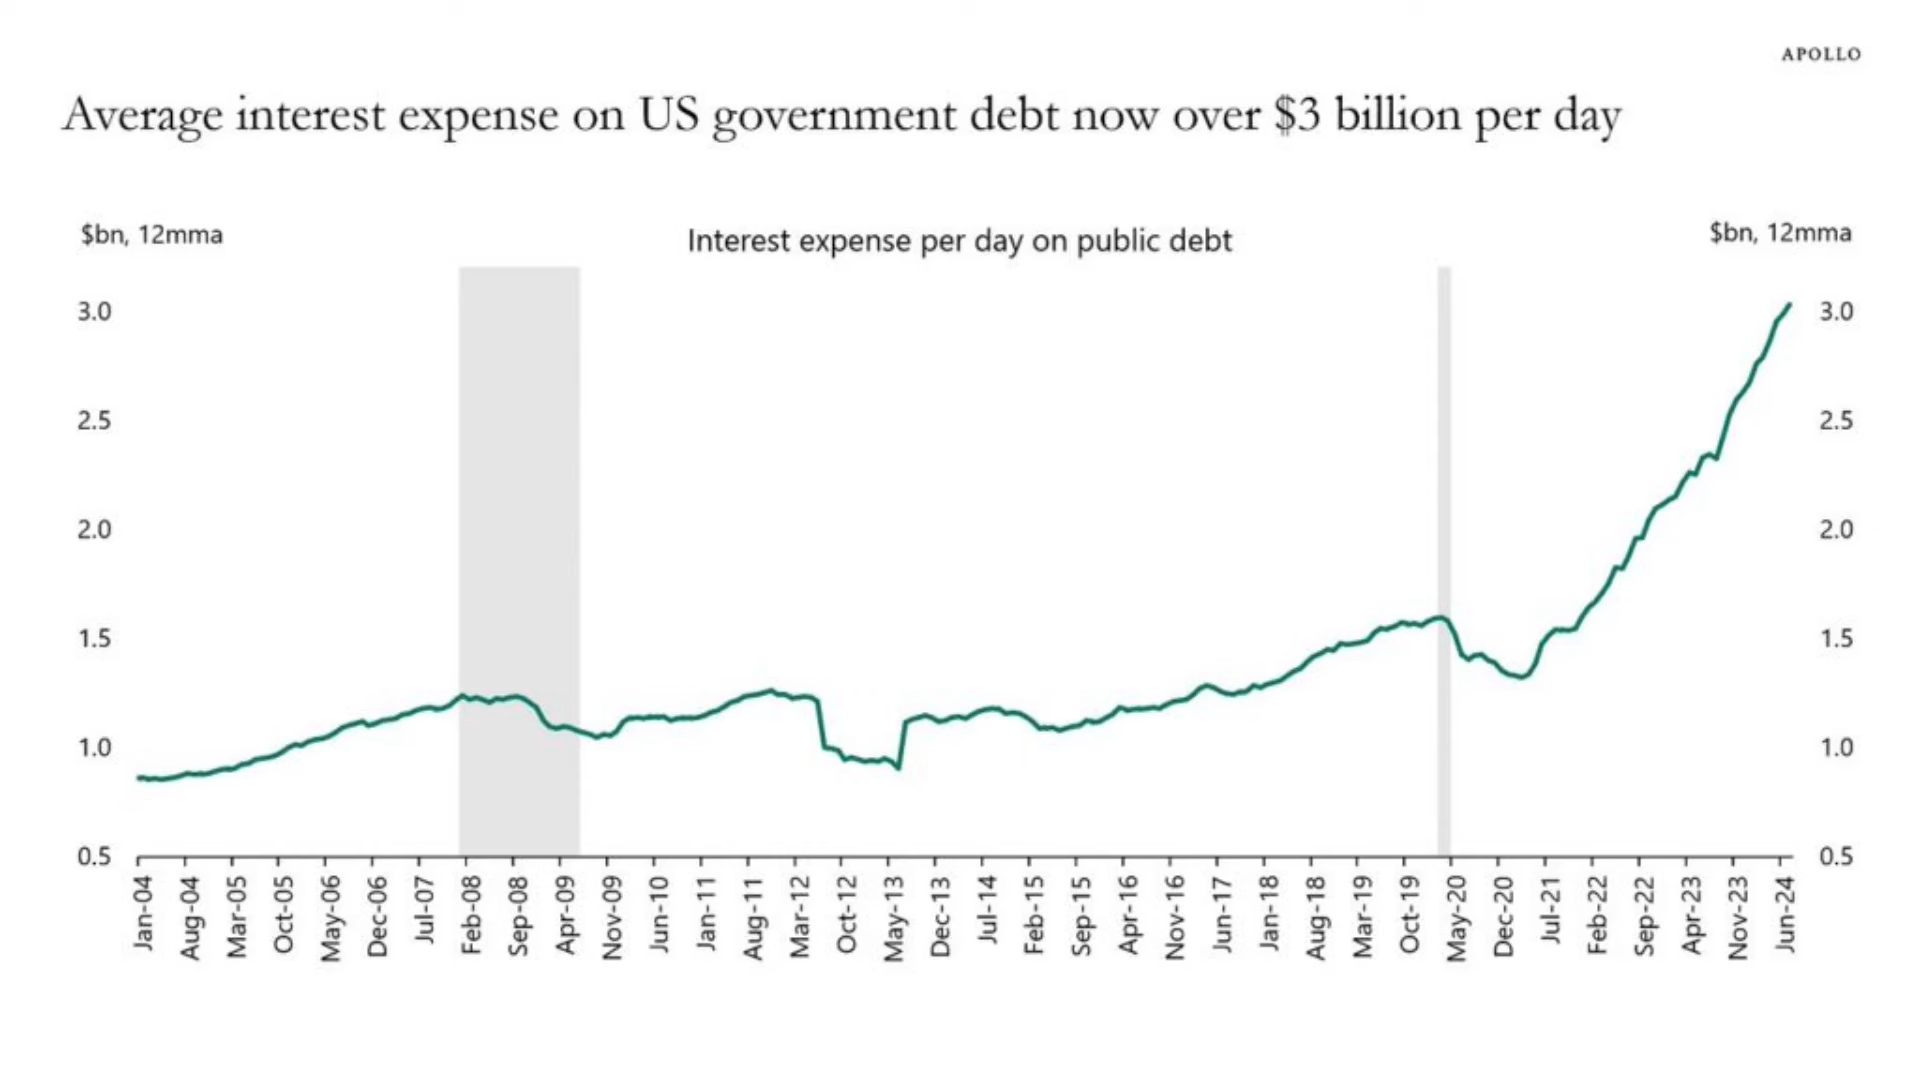 APOLLO
Average interest expense on US government debt now over $3 billion per day
$bn, 12mma
Interest expense per day on public debt
$bn, 12mma
3.0
3.0
2.5
2.5
2.0
2.0
1.5
1.5
1.0
1.0
0.5
0.5
Jan-04
Aug-04
Mar-05
Oct-05
May-06
Dec-06
Jul-07
Feb-08
Sep-08
Apr-09
Nov-09
Jun-10
Jan-11
Aug-11
Mar-12
Oct-12
May-13
Dec-13
Jul-14
Feb-15
Sep-15
Apr-16
Nov-16
Jun-17
Jan-18
Aug-18
Mar-19
Oct-19
May-20
Dec-20
Jul-21
Feb-22
Sep-22
Apr-23
Nov-23
Jun-24